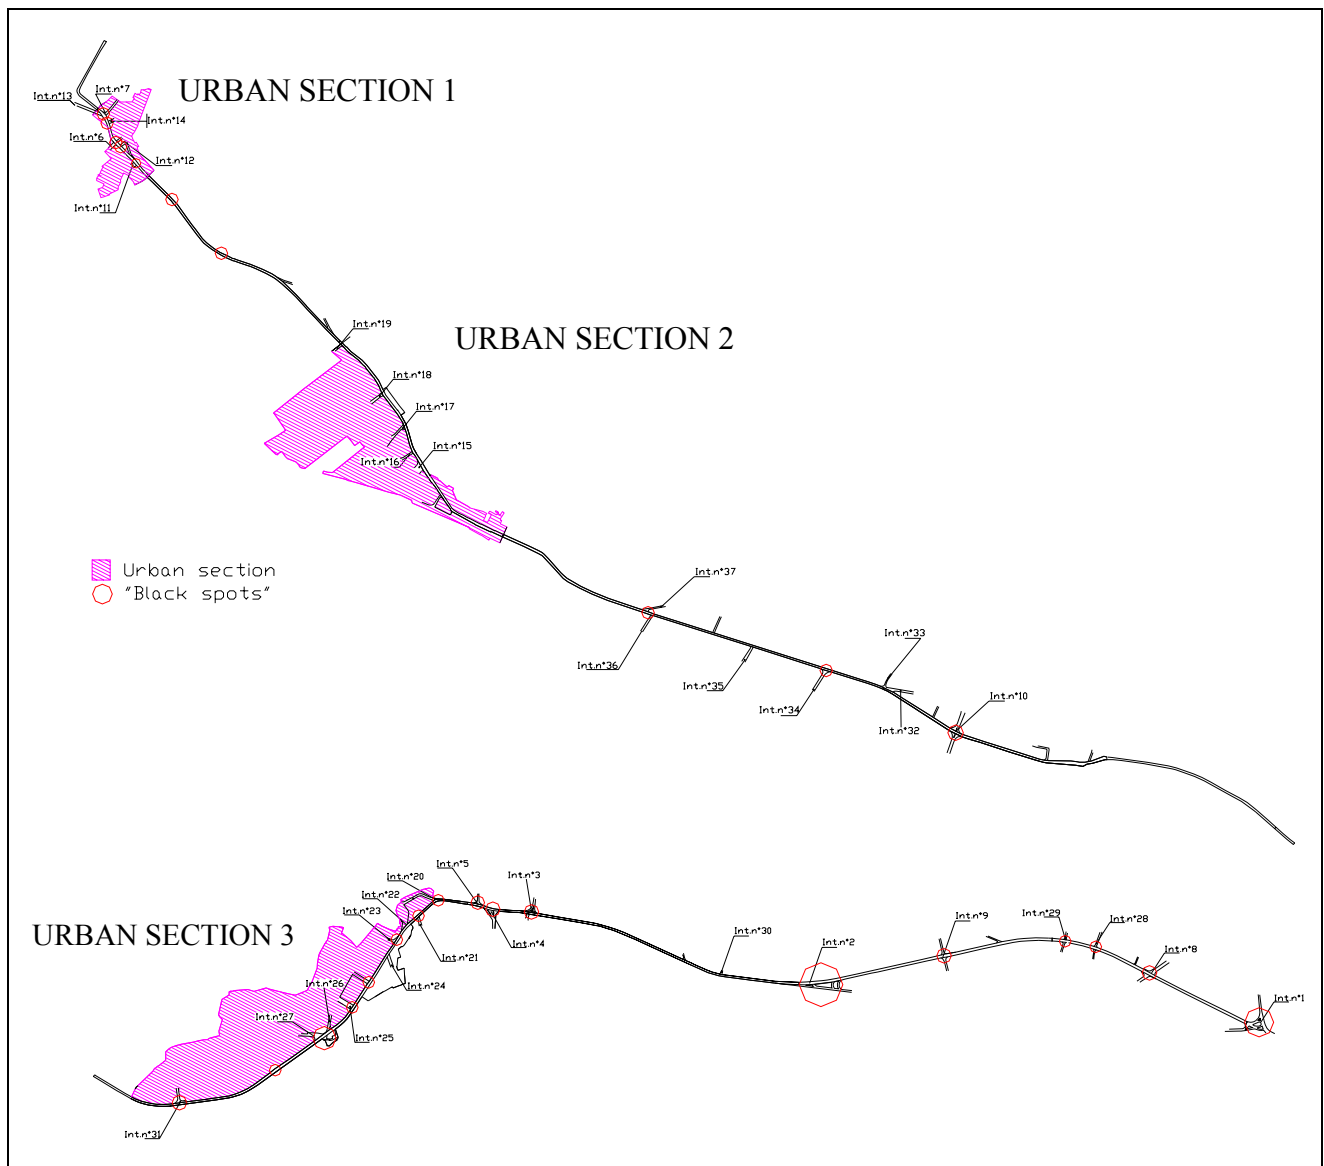 URBAN SECTION 1
Int.n°7
Int.n°13
Int.n°14
Int.n°6
Int.n°12
Int.n°11
Int.n°19
URBAN SECTION 2
Int.n°18
Int.n°17
Int.n°15
Int.n°16
Urban section
"Black spots"
Int.n°37
Int.n°33
Int.n°36
Int.n°35
Int.n°10
Int.n°34
Int.n°32
Int.n°5
Int.n°20
Int.n°3
Int.n°22
Int.n°23
URBAN SECTION 3
Int.n°4
Int.n°21
Int.n°30
Int.n°2
Int.n°9
Int.n°29
Int.n°28
Int.n°8
Int.n°24
Int.n°26
Int.n°1
Int.n°27
Int.n°25
Int.n°31